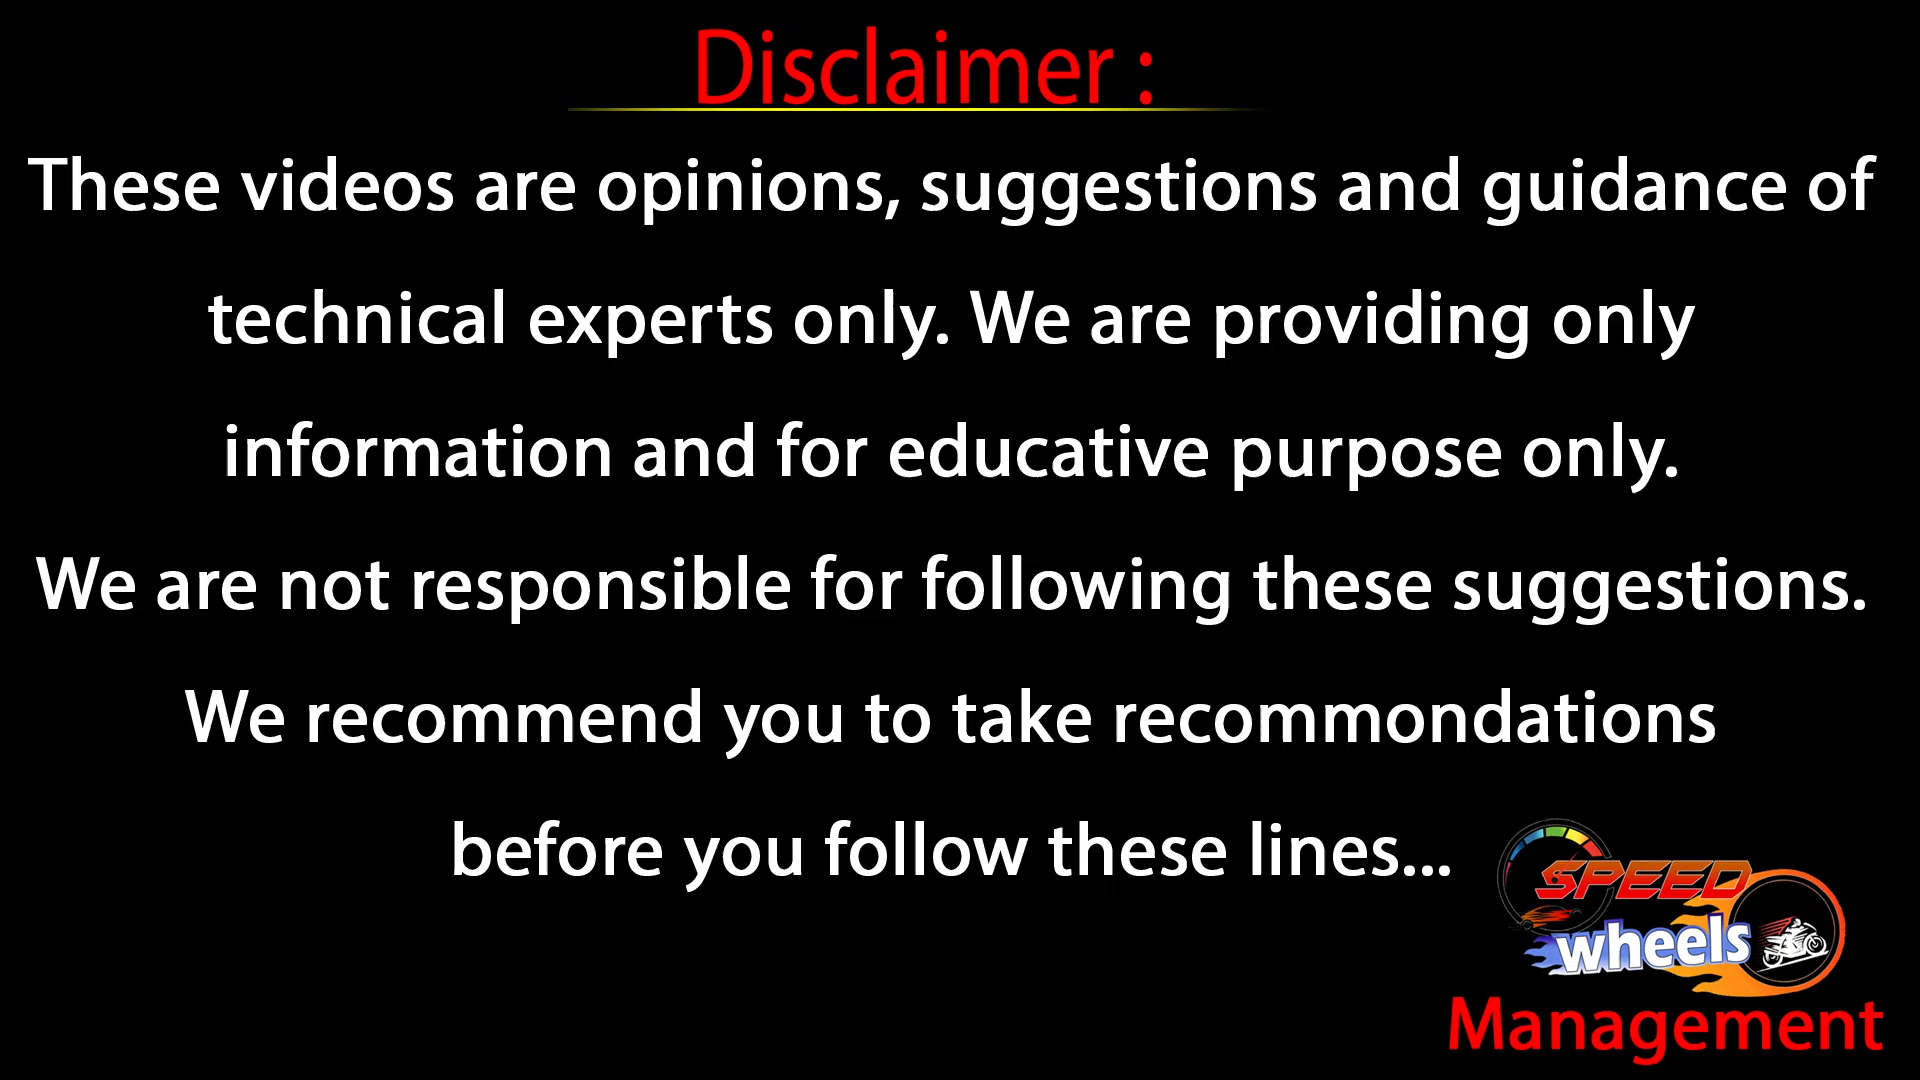 Disclaimer :
These videos are opinions, suggestions and guidance of
technical experts only. We are providing only
information and for educative purpose only.
We are not responsible for following these suggestions.
We recommend you to take recommondations
before you follow these lines...
SPEED
wheels
Management